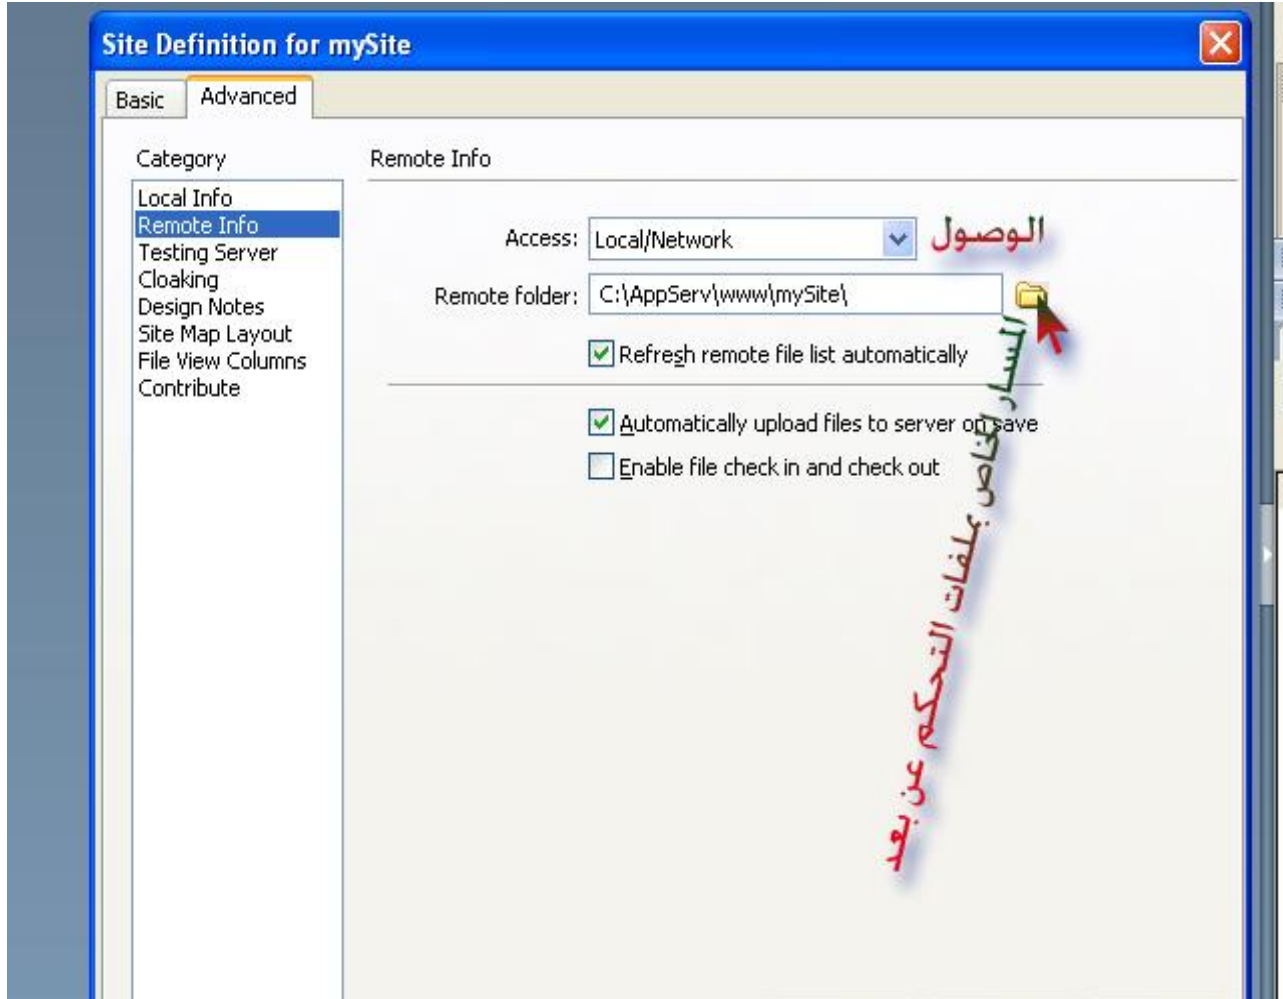 Site Definition for mySite
Basic Advanced
Category
Local Info
Remote Info
Testing Server
Cloaking
Design Notes
Site Map Layout
File View Columns
Contribute
Remote Info
Access: Local/Network الوصول
Remote folder: C:\AppServ\www\mySite\
Refresh remote file list automatically
Automatically upload files to server on save
Enable file check in and check out
المسار الخاص بملفات التحكم عن بعد